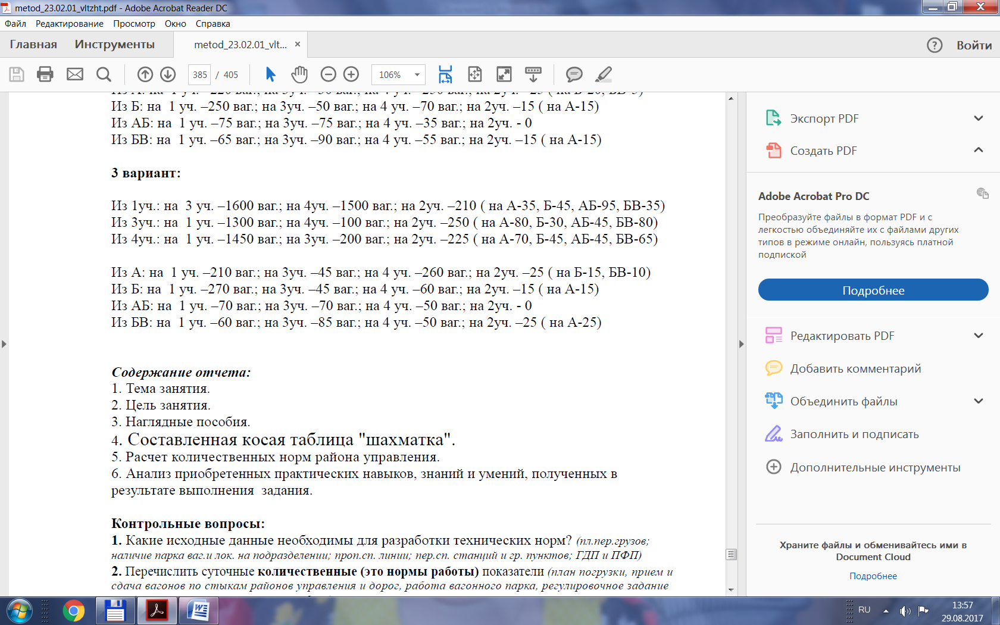 metod_23.02.01_vltzht.pdf - Adobe Acrobat Reader DC
Файл Редактирование Просмотр Окно Справка
Главная Инструменты metod_23.02.01_vlt... × Войти
385 / 405 106%
Из Б: на 1 уч. –250 ваг.; на 3уч. –50 ваг.; на 4 уч. –70 ваг.; на 2уч. –15 ( на А-15)
Из АБ: на 1 уч. –75 ваг.; на 3уч. –75 ваг.; на 4 уч. –35 ваг.; на 2уч. - 0
Из БВ: на 1 уч. –65 ваг.; на 3уч. –90 ваг.; на 4 уч. –55 ваг.; на 2уч. –15 ( на А-15)
3 вариант:
Из 1уч.: на 3 уч. –1600 ваг.; на 4уч. –1500 ваг.; на 2уч. –210 ( на А-35, Б-45, АБ-95, БВ-35)
Из 3уч.: на 1 уч. –1300 ваг.; на 4уч. –100 ваг.; на 2уч. –250 ( на А-80, Б-30, АБ-45, БВ-80)
Из 4уч.: на 1 уч. –1450 ваг.; на 3уч. –200 ваг.; на 2уч. –225 ( на А-70, Б-45, АБ-45, БВ-65)
Из А: на 1 уч. –210 ваг.; на 3уч. –45 ваг.; на 4 уч. –260 ваг.; на 2уч. –25 ( на Б-15, БВ-10)
Из Б: на 1 уч. –270 ваг.; на 3уч. –45 ваг.; на 4 уч. –60 ваг.; на 2уч. –15 ( на А-15)
Из АБ: на 1 уч. –70 ваг.; на 3уч. –70 ваг.; на 4 уч. –50 ваг.; на 2уч. - 0
Из БВ: на 1 уч. –60 ваг.; на 3уч. –85 ваг.; на 4 уч. –50 ваг.; на 2уч. –25 ( на А-25)
Содержание отчета:
1. Тема занятия.
2. Цель занятия.
3. Наглядные пособия.
4. Составленная косая таблица "шахматка".
5. Расчет количественных норм района управления.
6. Анализ приобретенных практических навыков, знаний и умений, полученных в
результате выполнения задания.
Контрольные вопросы:
1. Какие исходные данные необходимы для разработки технических норм? (пл.пер.грузов;
наличие парка ваг.и лок. на подразделении; проп.сп. линии; пер.сп. станций и гр. пунктов; ГДП и ПФП)
2. Перечислить суточные количественные (это нормы работы) показатели (план погрузки, прием и
сдача вагонов по стыкам районов управления и дорог, работа вагонного парка, регулировочное задание
Экспорт PDF
Создать PDF
Adobe Acrobat Pro DC
Преобразуйте файлы в формат PDF и с
легкостью объединяйте их с файлами других
типов в режиме онлайн, пользуясь платной
подпиской
Подробнее
Редактировать PDF
Добавить комментарий
Объединить файлы
Заполнить и подписать
Дополнительные инструменты
Храните файлы и обменивайтесь ими в
Document Cloud
Подробнее
RU
13:57
29.08.2017